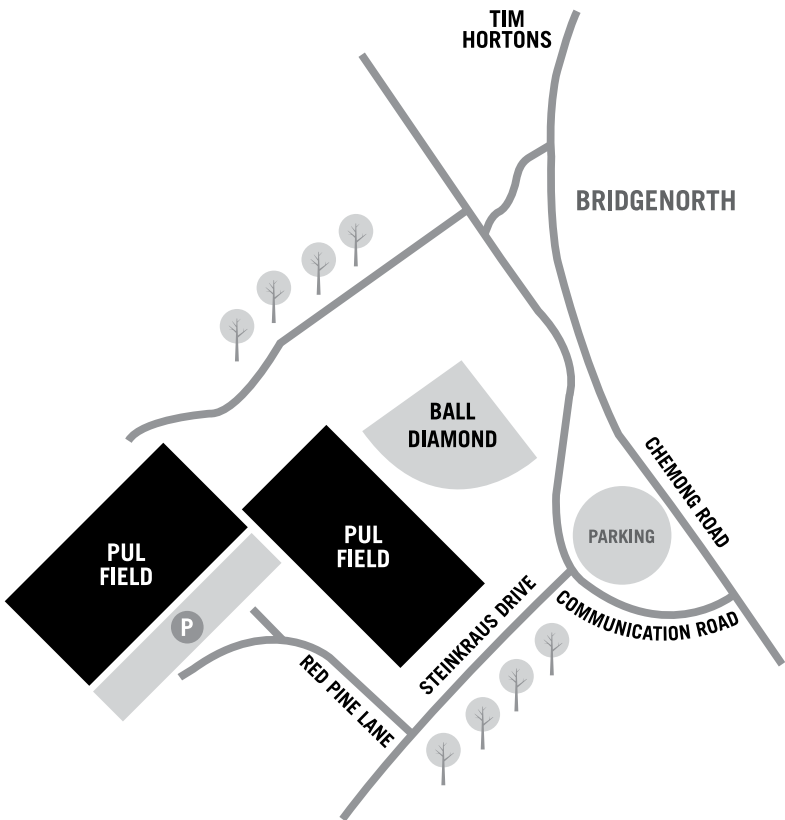 TIM
HORTONS
BRIDGENORTH
BALL
DIAMOND
CHEMONG ROAD
PUL
FIELD
PUL
FIELD
PARKING
P
STEINKRAUS DRIVE
COMMUNICATION ROAD
RED PINE LANE